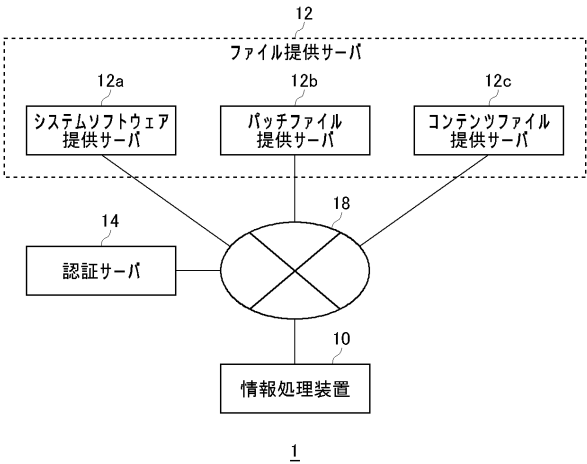 12
ファイル提供サーバ
12a
12b
12c
システムソフトウェア
提供サーバ
パッチファイル
提供サーバ
コンテンツファイル
提供サーバ
18
14
認証サーバ
10
情報処理装置
1